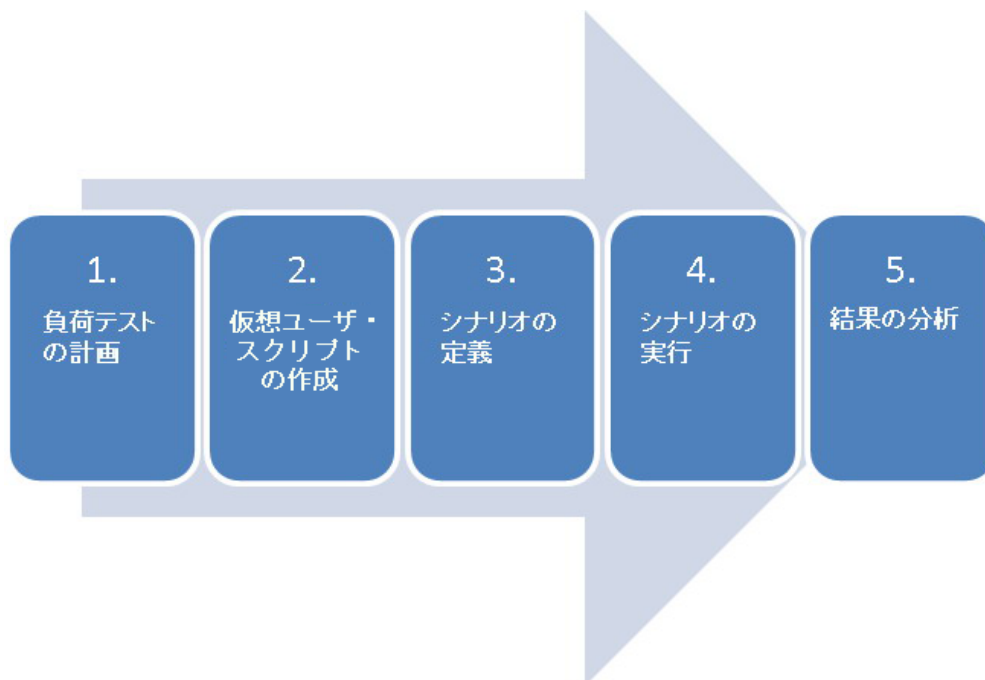 1.
負荷テスト
の計画
2.
仮想ユーザ・
スクリプト
の作成
3.
シナリオの
定義
4.
シナリオの
実行
5.
結果の分析